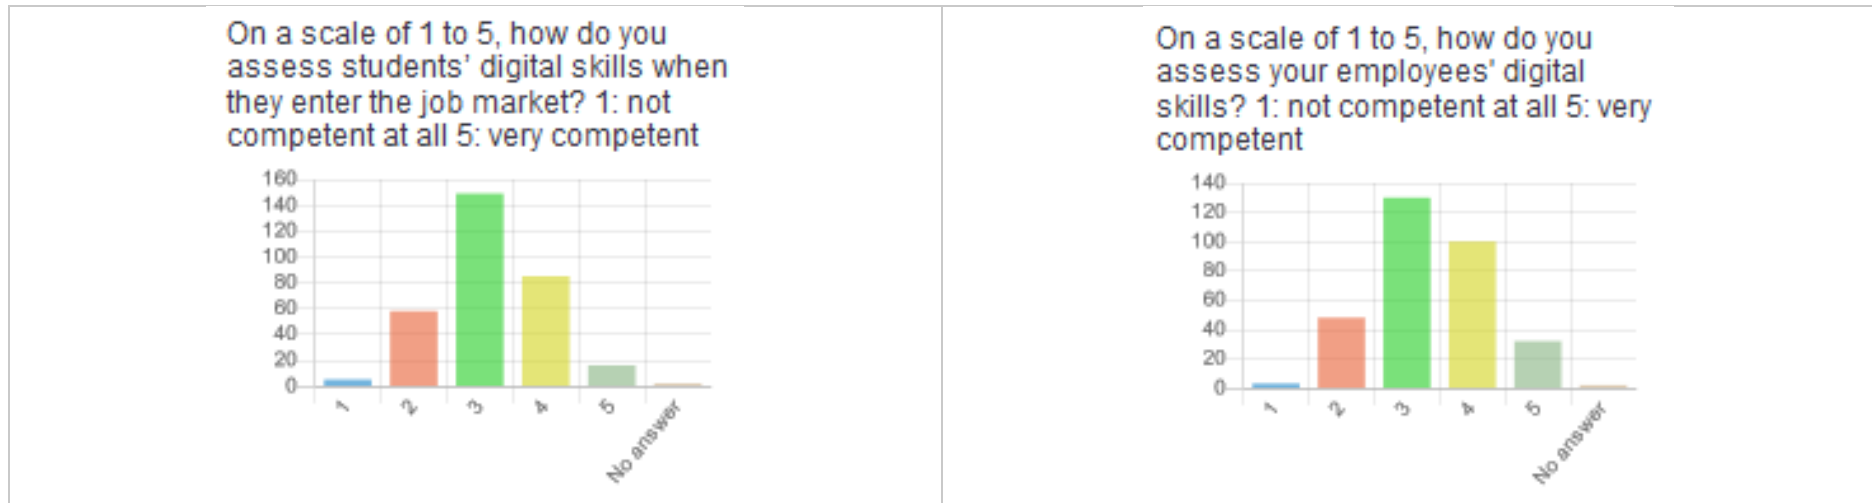 On a scale of 1 to 5, how do you
assess students' digital skills when
they enter the job market? 1: not
competent at all 5: very competent
160
140
120
100
80
60
40
20
0
1
2
3
4
5
No answer
On a scale of 1 to 5, how do you
assess your employees' digital
skills? 1: not competent at all 5: very
competent
140
120
100
80
60
40
20
0
1
2
3
4
5
No answer